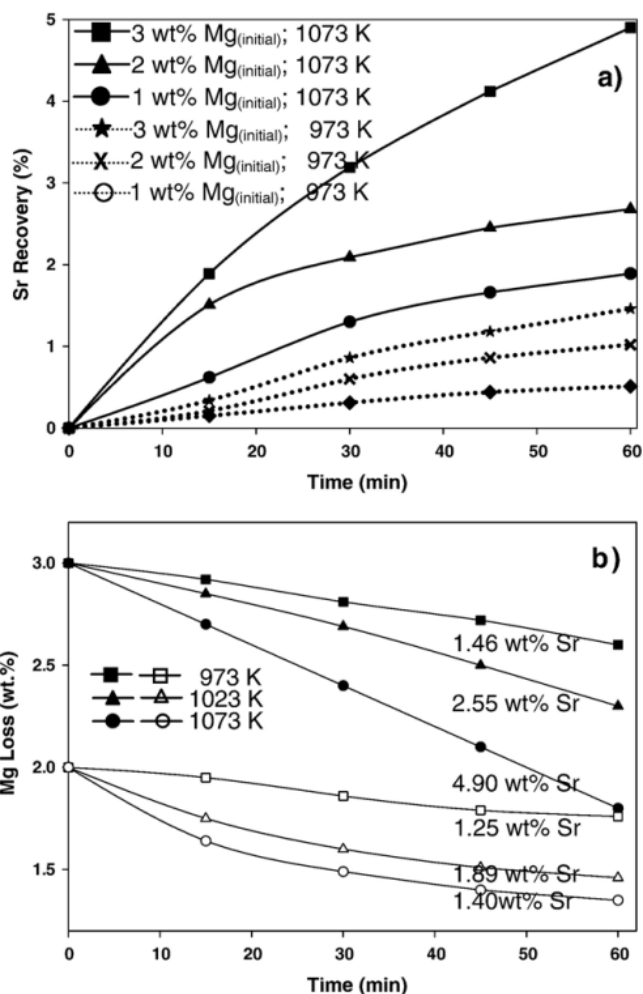 a)
3 wt% Mg(initial); 1073 K
2 wt% Mg(initial); 1073 K
1 wt% Mg(initial); 1073 K
3 wt% Mg(initial); 973 K
2 wt% Mg(initial); 973 K
1 wt% Mg(initial); 973 K
Sr Recovery (%)
5
4
3
2
1
0
0 10 20 30 40 50 60
Time (min)
b)
Mg Loss (wt.%)
3.0
2.5
2.0
1.5
973 K
1023 K
1073 K
1.46 wt% Sr
2.55 wt% Sr
4.90 wt% Sr
1.25 wt% Sr
1.89 wt% Sr
1.40wt% Sr
0 10 20 30 40 50 60
Time (min)